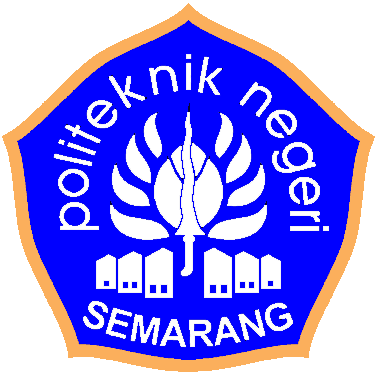 politeknik negeri
SEMARANG